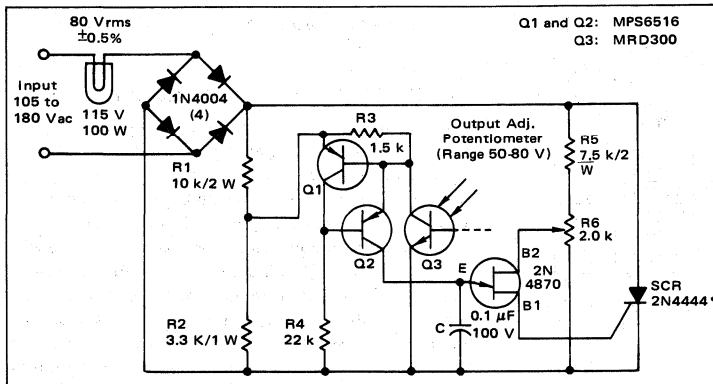 80 Vrms
±0.5%
Q1 and Q2: MPS6516
Q3: MRD300
Input
105 to
180 Vac
115 V
100 W
1N4004
(4)
R1
10 k/2 W
R3
1.5 k
Output Adj.
Potentiometer
(Range 50-80 V)
R5
7.5 k/2
W
Q1
Q2
Q3
R6
2.0 k
B2
E
2N
4870
B1
SCR
2N4444*
R2
3.3 K/1 W
R4
22 k
C
0.1 µF
100 V